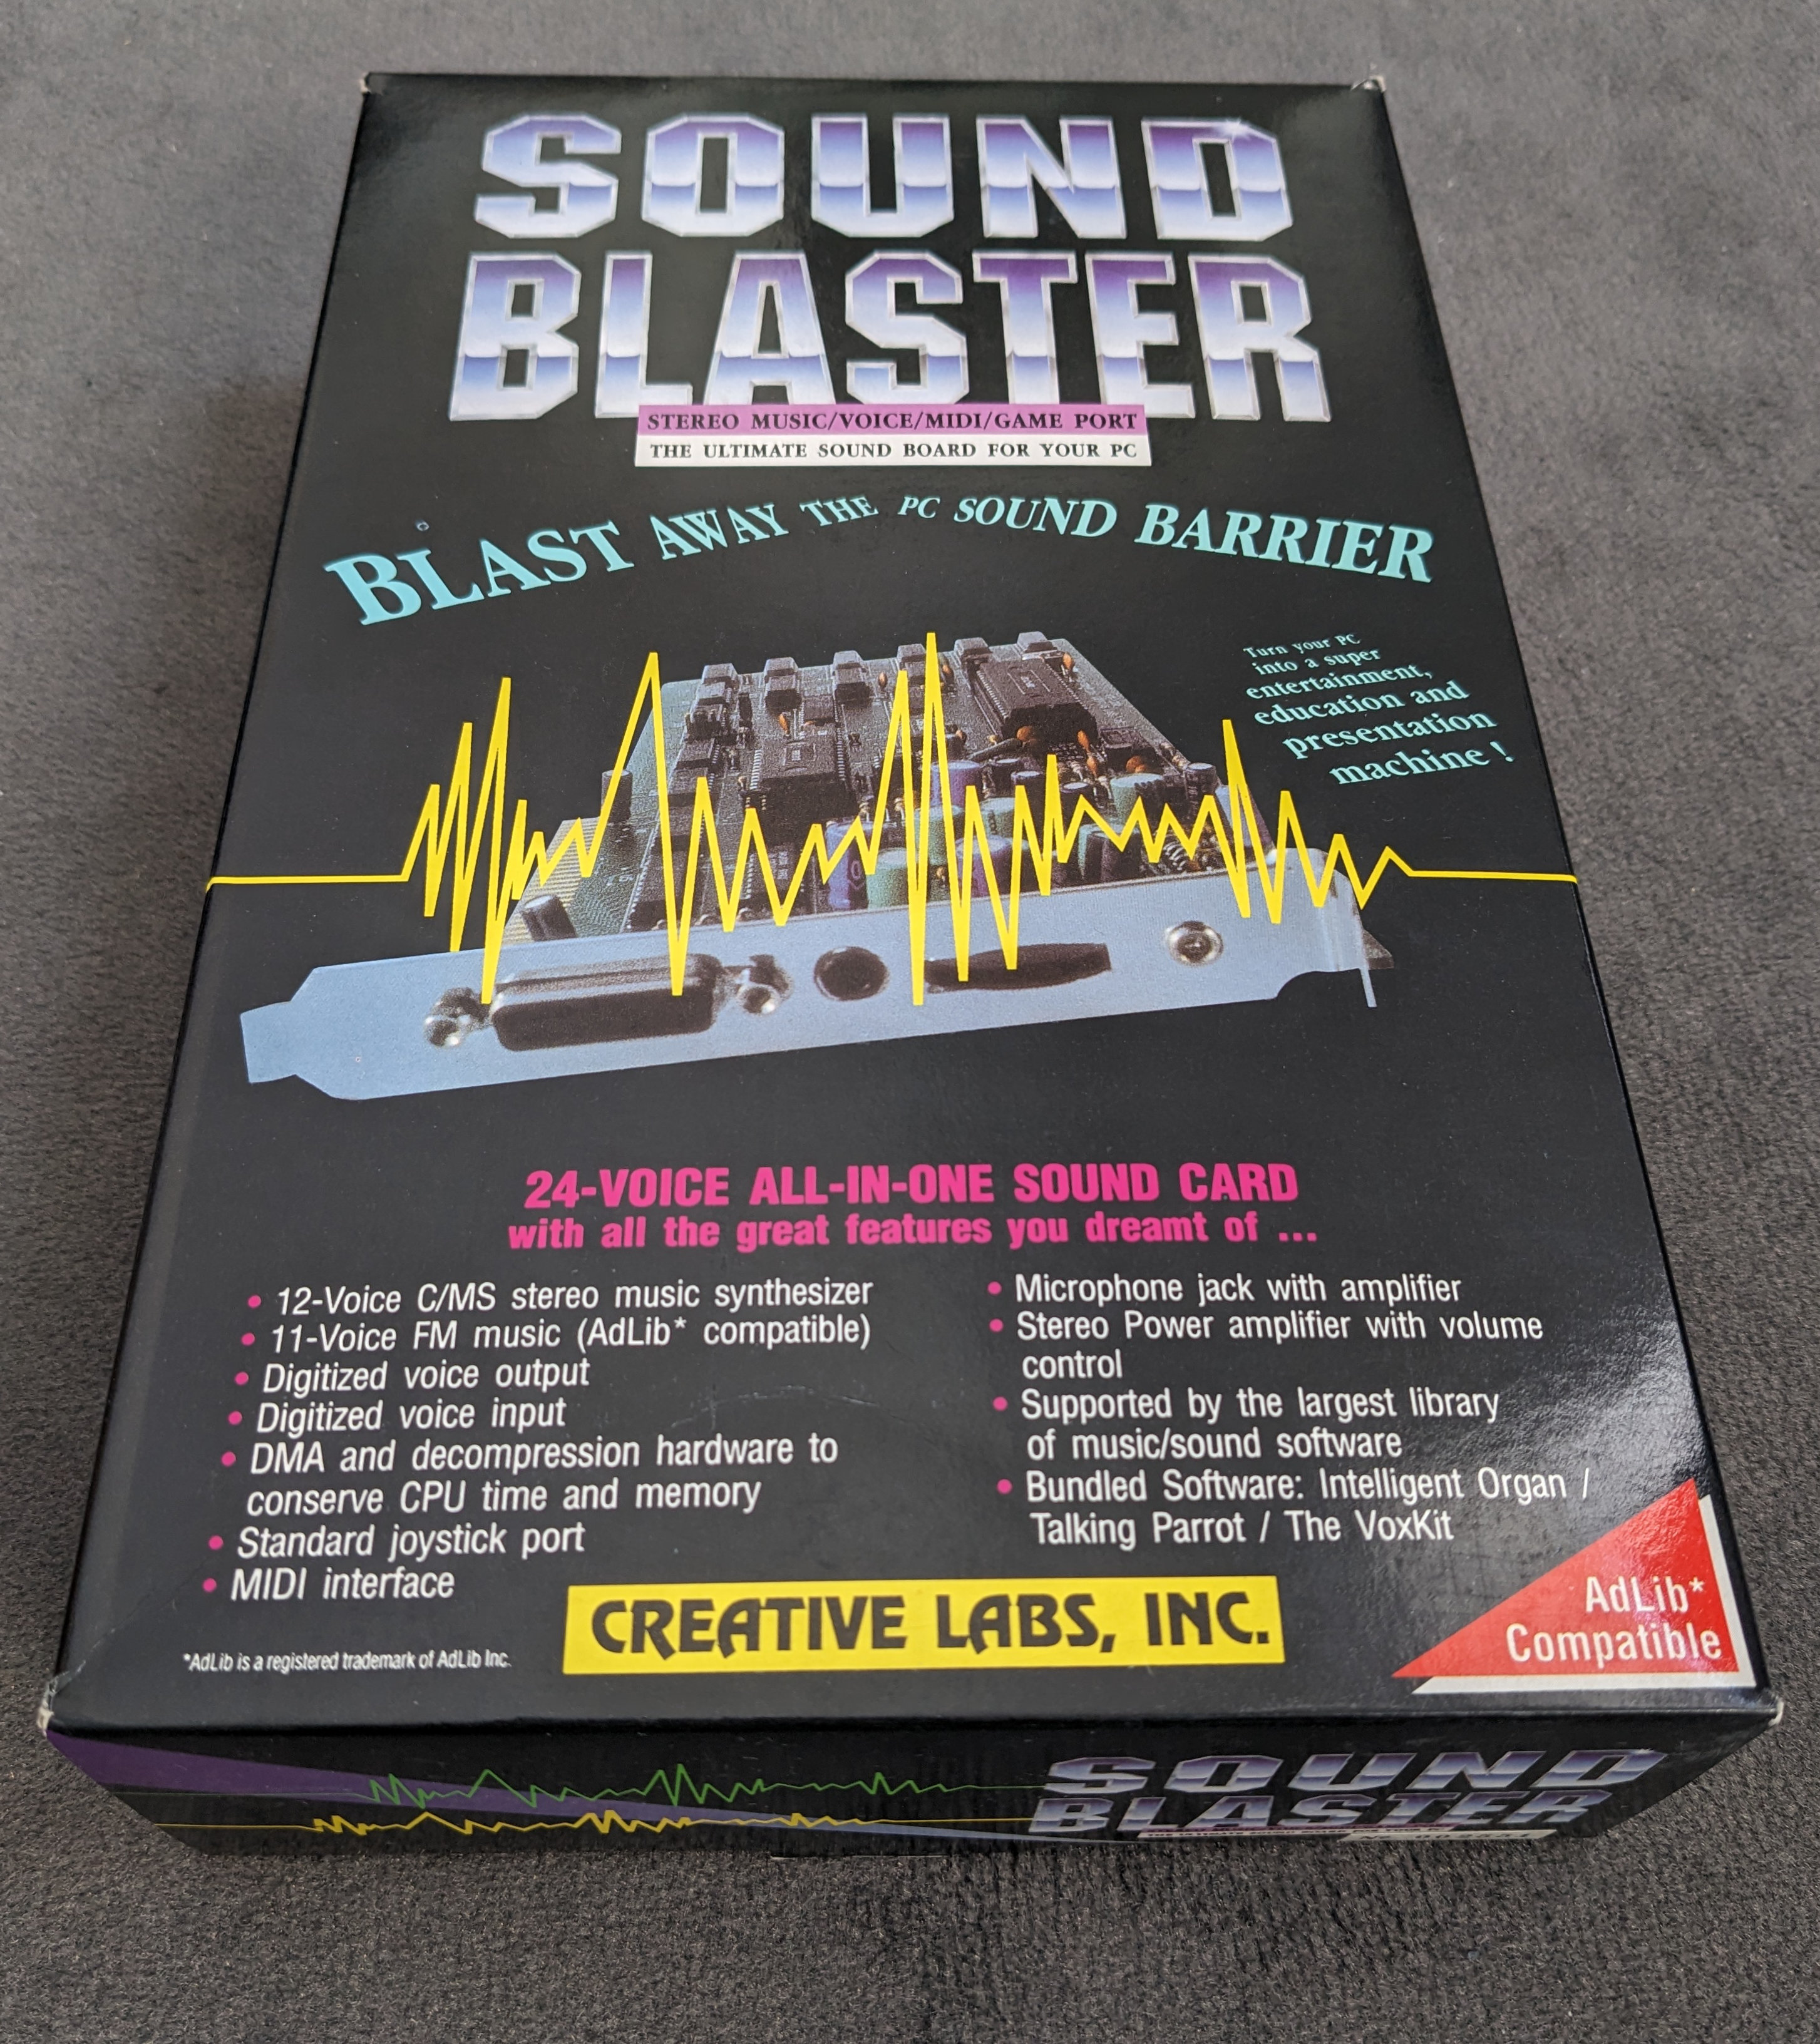 SOUND
BLASTER
STEREO MUSIC/VOICE/MIDI/GAME PORT
THE ULTIMATE SOUND BOARD FOR YOUR PC
BLAST AWAY THE PC SOUND BARRIER
Turn your PC
into a super
entertainment,
education and
presentation
machine !
24-VOICE ALL-IN-ONE SOUND CARD
with all the great features you dreamt of ...
• 12-Voice C/MS stereo music synthesizer
• 11-Voice FM music (AdLib* compatible)
• Digitized voice output
• Digitized voice input
• DMA and decompression hardware to
conserve CPU time and memory
• Standard joystick port
• MIDI interface
• Microphone jack with amplifier
• Stereo Power amplifier with volume
control
• Supported by the largest library
of music/sound software
• Bundled Software: Intelligent Organ /
Talking Parrot / The VoxKit
*AdLib is a registered trademark of AdLib Inc.
CREATIVE LABS, INC.
AdLib*
Compatible
SOUND
BLASTER